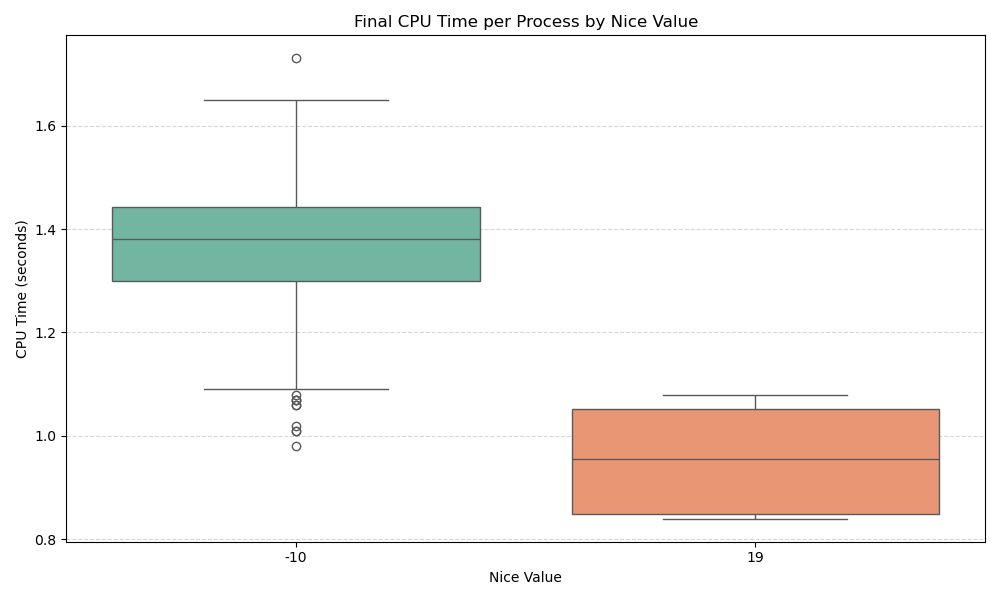 Final CPU Time per Process by Nice Value
CPU Time (seconds)
1.6
1.4
1.2
1.0
0.8
-10
19
Nice Value